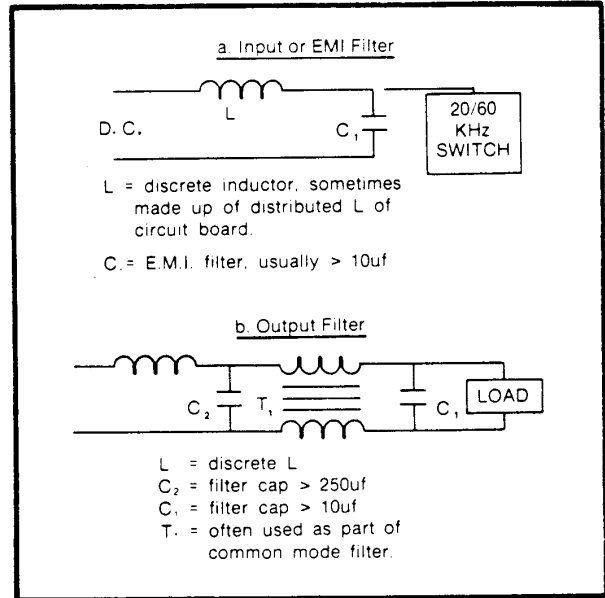 a. Input or EMI Filter
L
D.C.
C₁
20/60
KHz
SWITCH
L = discrete inductor, sometimes
made up of distributed L of
circuit board.
C. = E.M.I. filter, usually > 10uf
b. Output Filter
C₂
T₁
C₁
LOAD
L = discrete L
C₂ = filter cap > 250uf
C₁ = filter cap > 10uf
T. = often used as part of
common mode filter.